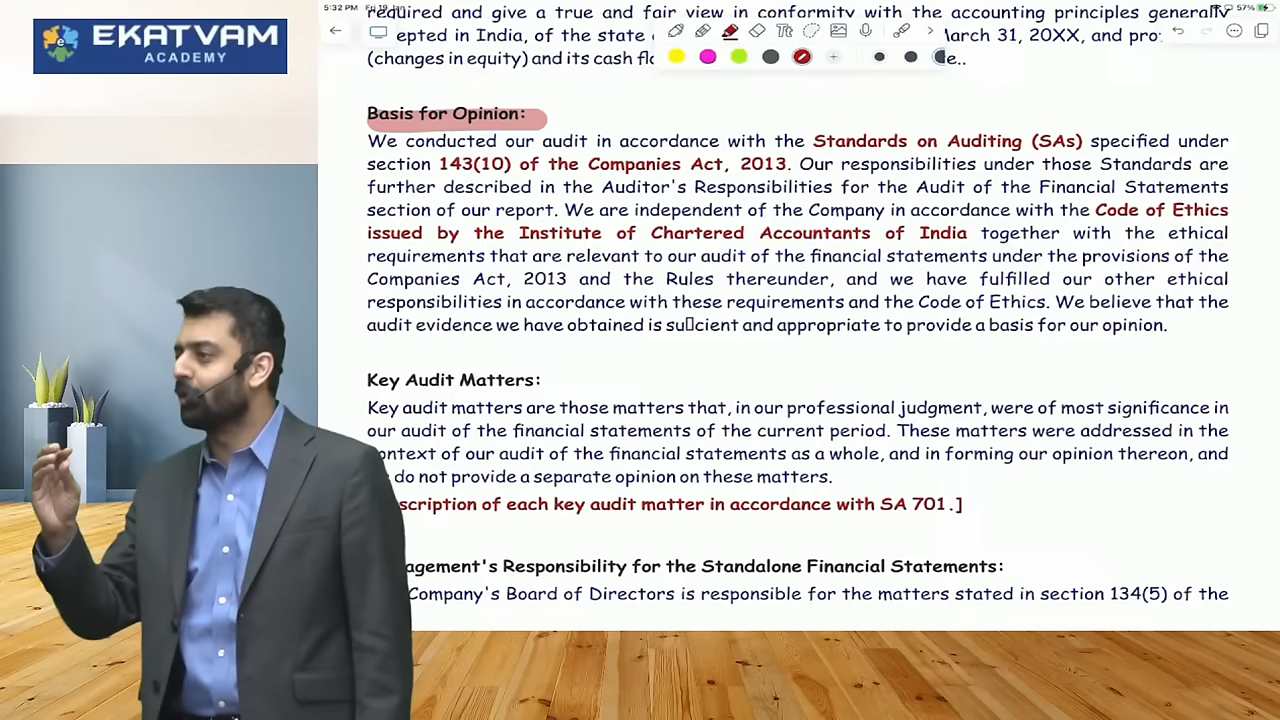 EKATVAM
ACADEMY
5:32 PM
57%
required and give a true and fair view in conformity with the accounting principles generally
epted in India, of the state March 31, 20XX, and pro
(changes in equity) and its cash flo e..
Basis for Opinion:
We conducted our audit in accordance with the Standards on Auditing (SAs) specified under
section 143(10) of the Companies Act, 2013. Our responsibilities under those Standards are
further described in the Auditor's Responsibilities for the Audit of the Financial Statements
section of our report. We are independent of the Company in accordance with the Code of Ethics
issued by the Institute of Chartered Accountants of India together with the ethical
requirements that are relevant to our audit of the financial statements under the provisions of the
Companies Act, 2013 and the Rules thereunder, and we have fulfilled our other ethical
responsibilities in accordance with these requirements and the Code of Ethics. We believe that the
audit evidence we have obtained is su▯cient and appropriate to provide a basis for our opinion.
Key Audit Matters:
Key audit matters are those matters that, in our professional judgment, were of most significance in
our audit of the financial statements of the current period. These matters were addressed in the
ontext of our audit of the financial statements as a whole, and in forming our opinion thereon, and
do not provide a separate opinion on these matters.
scription of each key audit matter in accordance with SA 701.]
agement's Responsibility for the Standalone Financial Statements:
Company's Board of Directors is responsible for the matters stated in section 134(5) of the